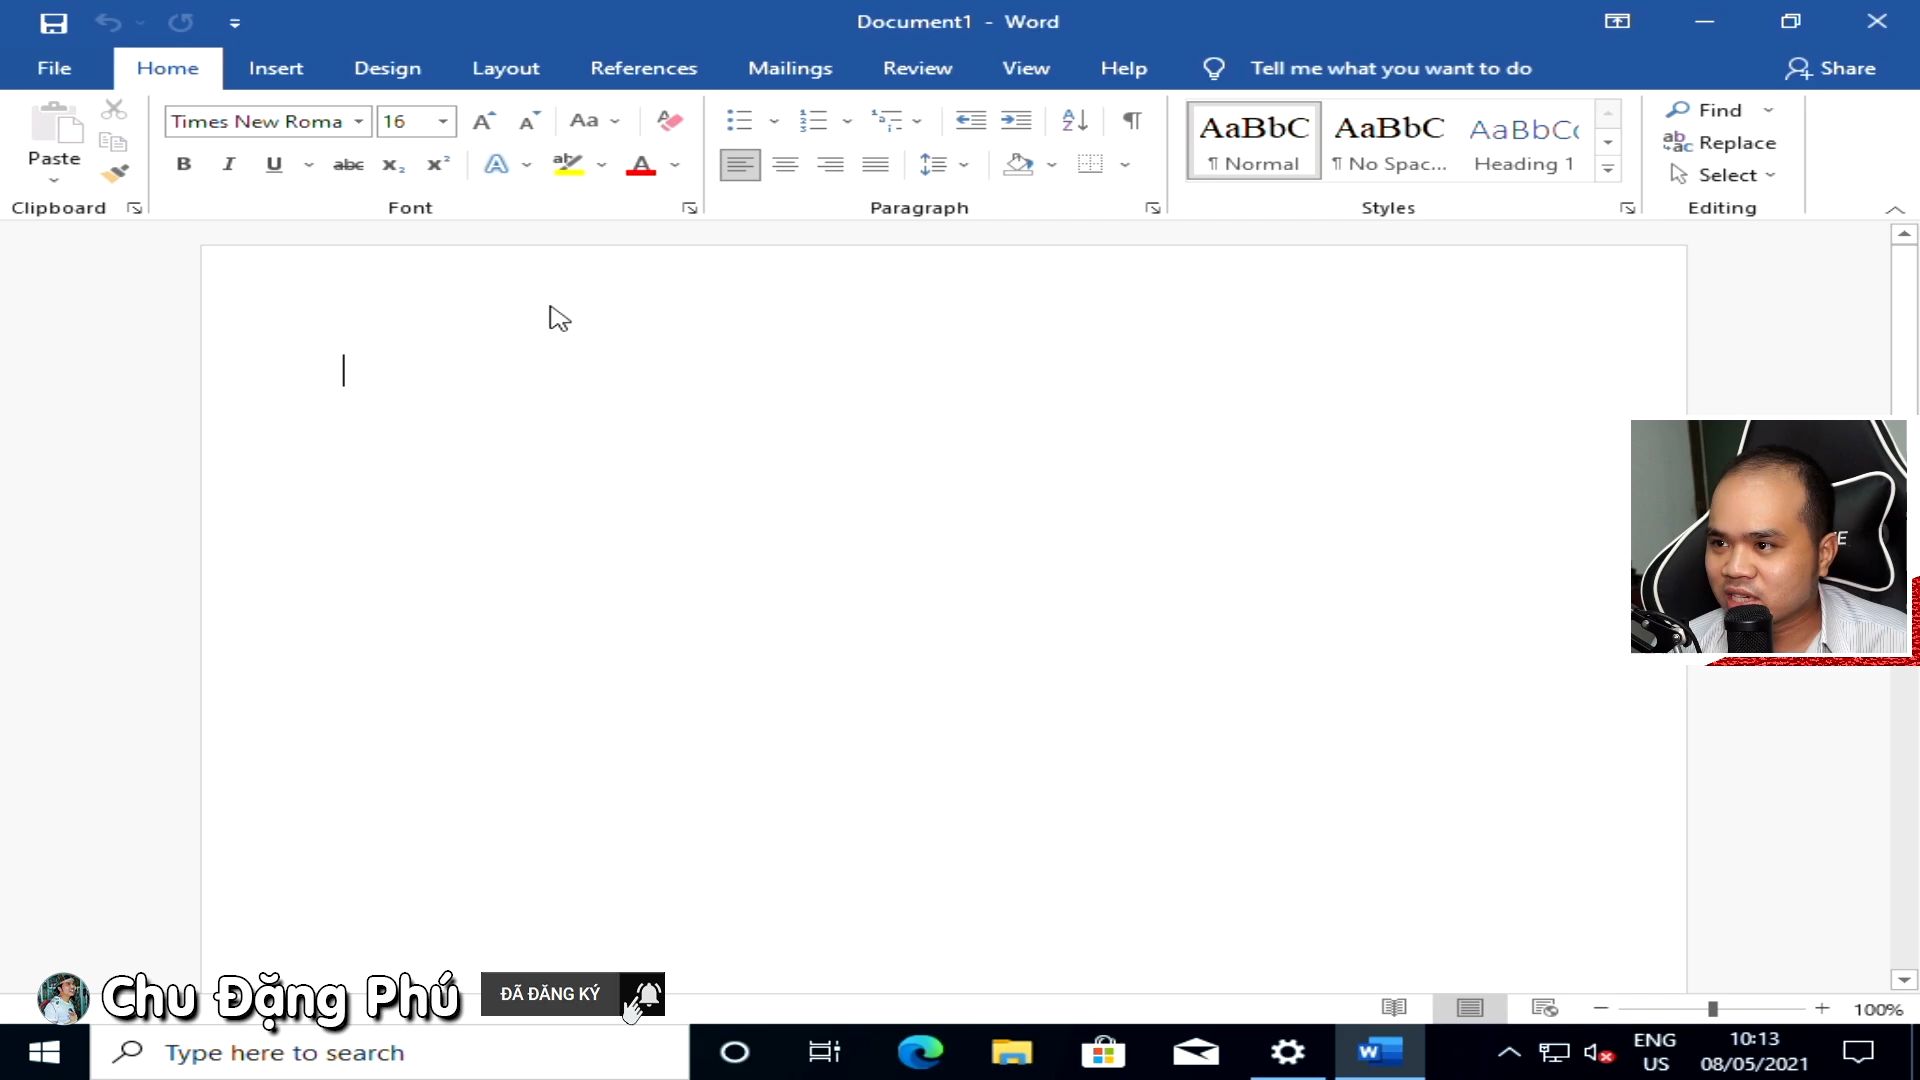 Document1 - Word
File Home Insert Design Layout References Mailings Review View Help Tell me what you want to do Share
Paste
Clipboard
Times New Roma 16 Aa
B I U abc x₂ x² A ab A
Font
Paragraph
AaBbC AaBbC AaBbC
¶ Normal ¶ No Spac... Heading 1
Styles
Find
Replace
Select
Editing
Chu Đặng Phú
ĐÃ ĐĂNG KÝ
100%
Type here to search
ENG
US
10:13
08/05/2021